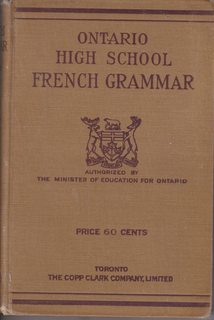 ONTARIO
HIGH SCHOOL
FRENCH GRAMMAR
AUTHORIZED BY
THE MINISTER OF EDUCATION FOR ONTARIO
PRICE 60 CENTS
TORONTO
THE COPP CLARK COMPANY, LIMITED